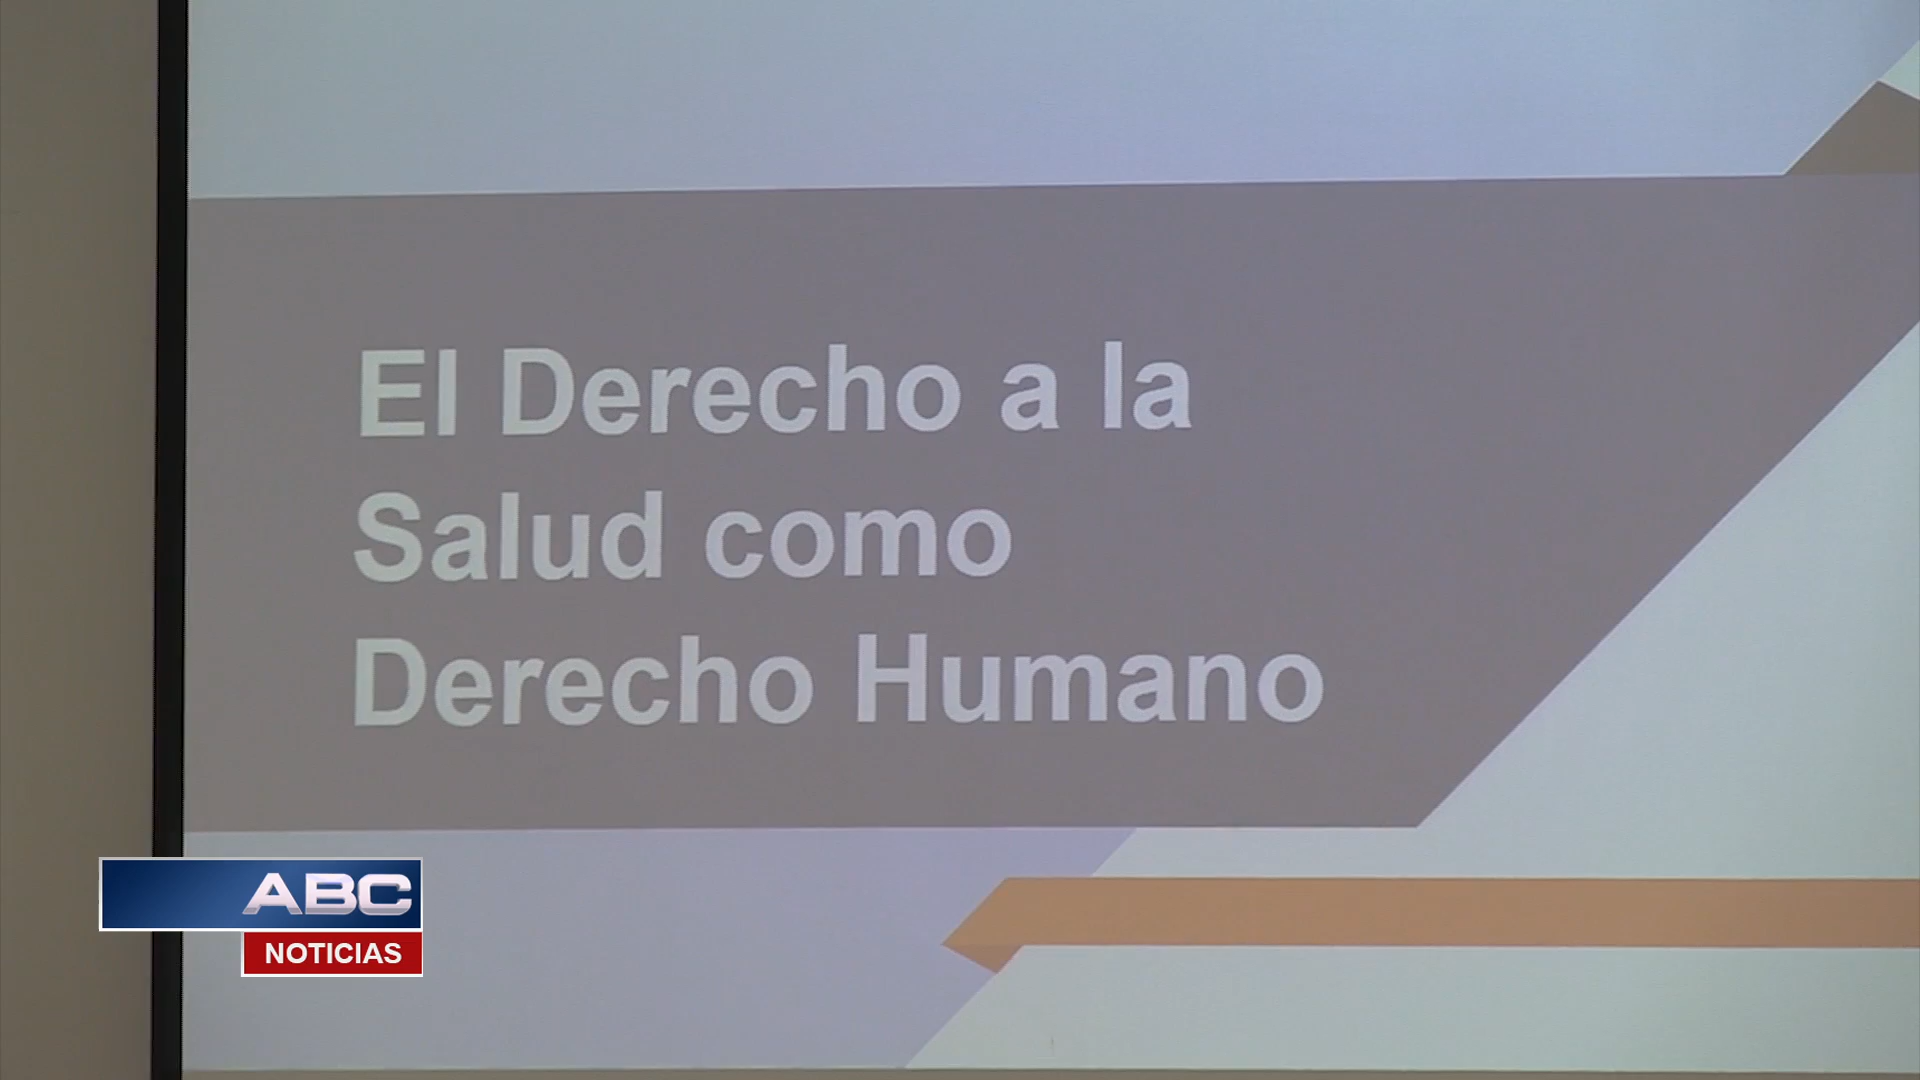 El Derecho a la
Salud como
Derecho Humano
ABC
NOTICIAS